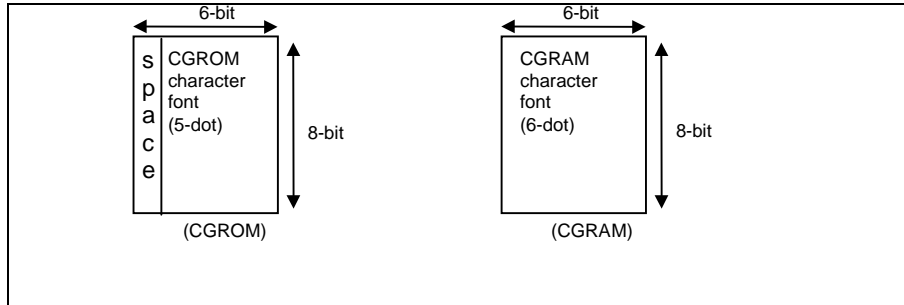 6-bit
s
p
a
c
e
CGROM
character
font
(5-dot)
8-bit
(CGROM)
6-bit
CGRAM
character
font
(6-dot)
8-bit
(CGRAM)